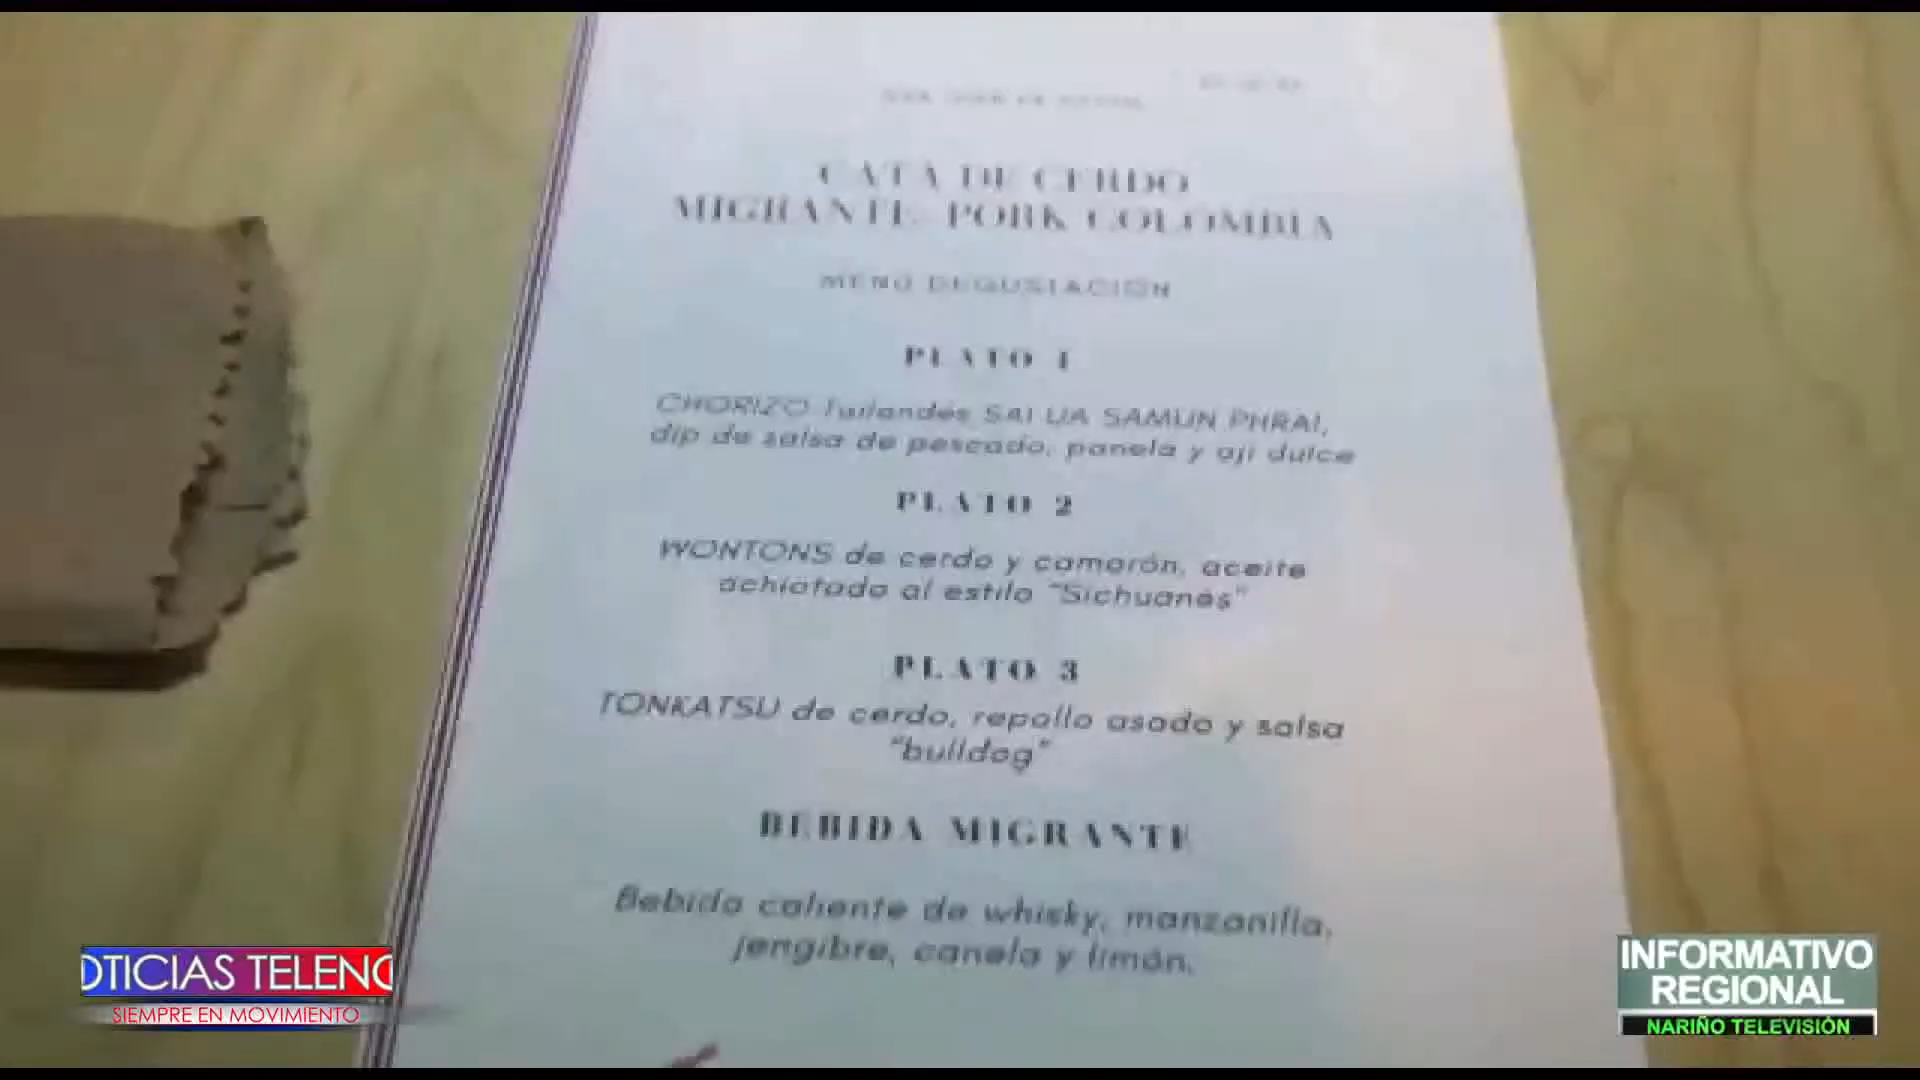 CATA DE CERDO
MIGRANTE PORK COLOMBIA
MENÚ DEGUSTACIÓN
PLATO 1
CHORIZO Tailandés SAI UA SAMUN PHRAI,
dip de salsa de pescado, panela y ají dulce
PLATO 2
WONTONS de cerdo y camarón, aceite
achiotado al estilo "Sichuanés"
PLATO 3
TONKATSU de cerdo, repollo asado y salsa
"bulldog"
BEBIDA MIGRANTE
Bebida caliente de whisky, manzanilla,
jengibre, canela y limón.
OTICIAS TELENO
SIEMPRE EN MOVIMIENTO
INFORMATIVO
REGIONAL
NARIÑO TELEVISIÓN